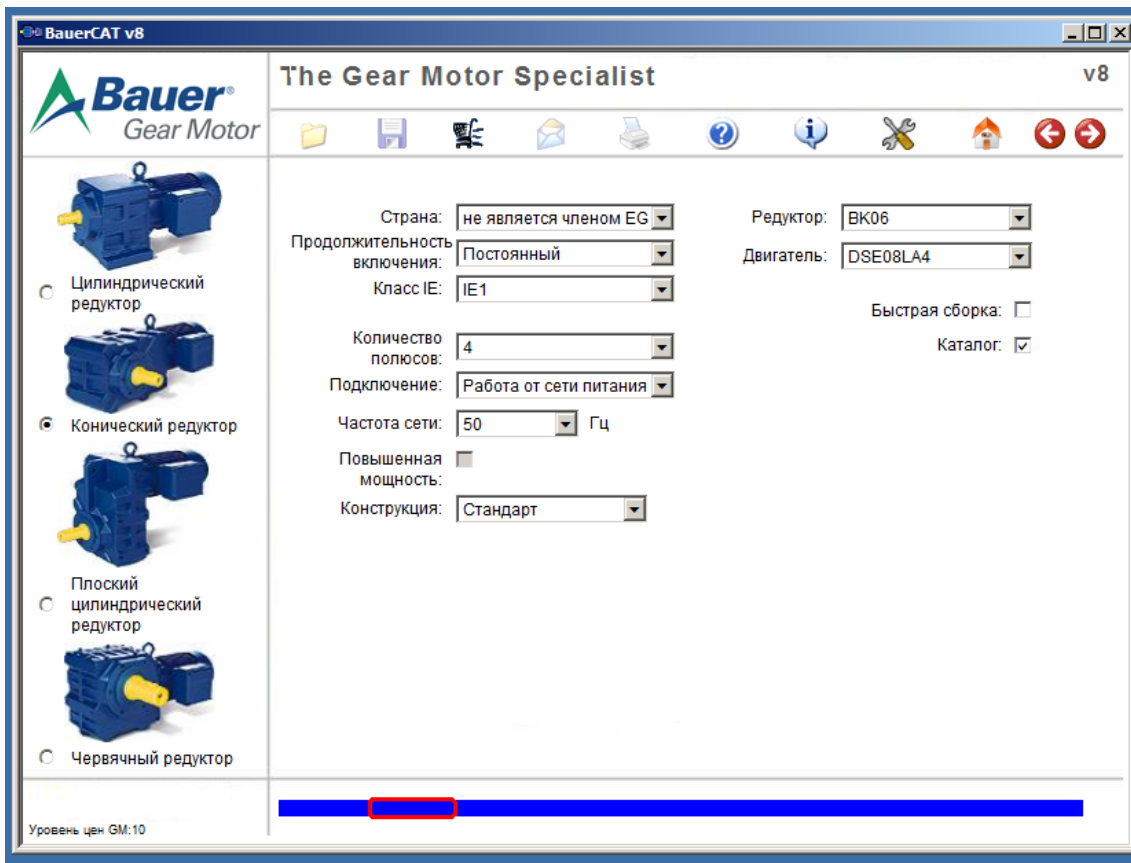 BauerCAT v8
Bauer®
Gear Motor
The Gear Motor Specialist
v8
Цилиндрический
редуктор
Конический редуктор
Плоский
цилиндрический
редуктор
Червячный редуктор
Страна: не является членом EG
Продолжительность
включения: Постоянный
Класс IE: IE1
Количество
полюсов: 4
Подключение: Работа от сети питания
Частота сети: 50 Гц
Повышенная
мощность:
Конструкция: Стандарт
Редуктор: BK06
Двигатель: DSE08LA4
Быстрая сборка:
Каталог:
Уровень цен GM:10